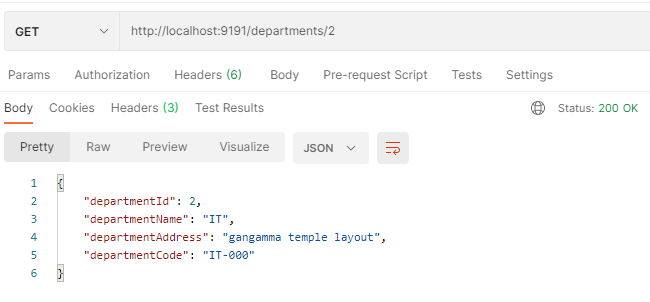 GET http://localhost:9191/departments/2
Params Authorization Headers (6) Body Pre-request Script Tests Settings
Body Cookies Headers (3) Test Results Status: 200 OK
Pretty Raw Preview Visualize JSON
1 {
2 "departmentId": 2,
3 "departmentName": "IT",
4 "departmentAddress": "gangamma temple layout",
5 "departmentCode": "IT-000"
6 }